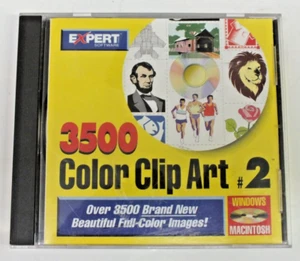 EXPERT
SOFTWARE
3500
Color Clip Art #2
Over 3500 Brand New
Beautiful Full-Color Images!
WINDOWS
MACINTOSH